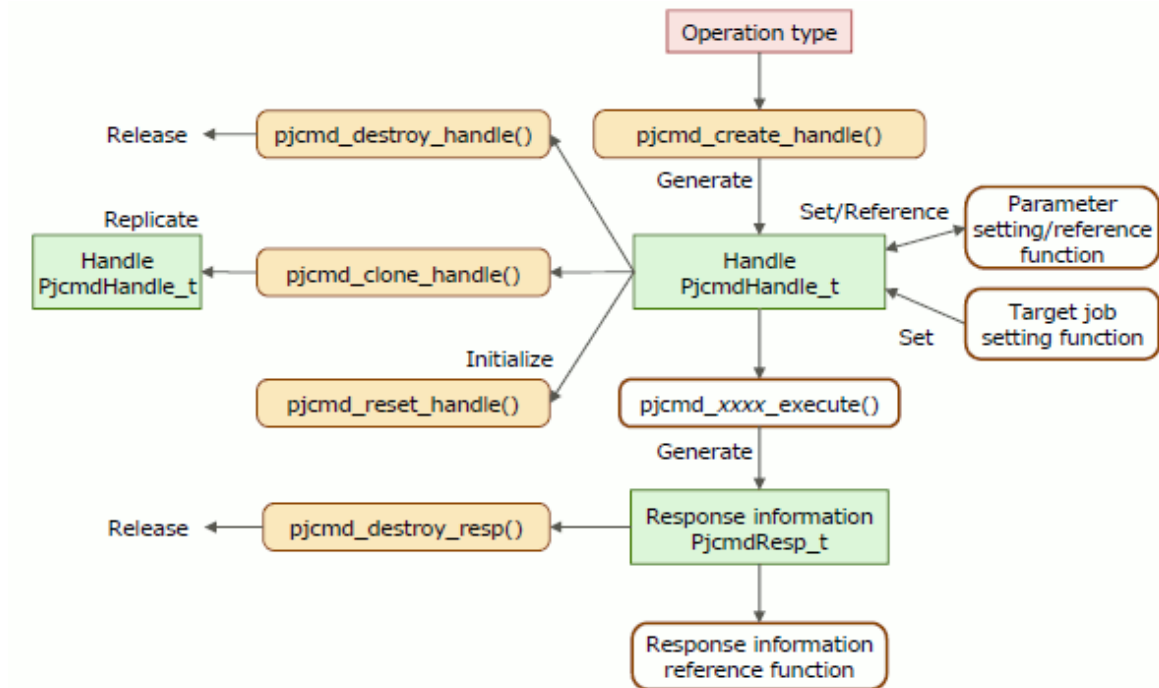 Operation type
Release
pjcmd_destroy_handle()
pjcmd_create_handle()
Generate
Replicate
Set/Reference
Parameter
setting/reference
function
Handle
PjcmdHandle_t
pjcmd_clone_handle()
Handle
PjcmdHandle_t
Target job
setting function
Set
Initialize
pjcmd_reset_handle()
pjcmd_xxxx_execute()
Generate
Release
pjcmd_destroy_resp()
Response information
PjcmdResp_t
Response information
reference function